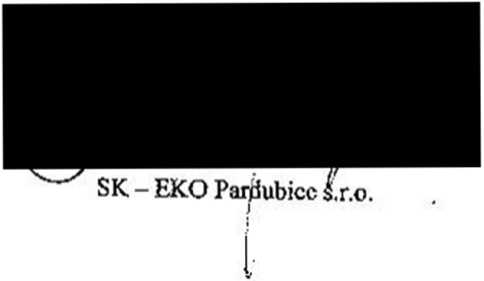 SK – EKO Pardubice s.r.o.